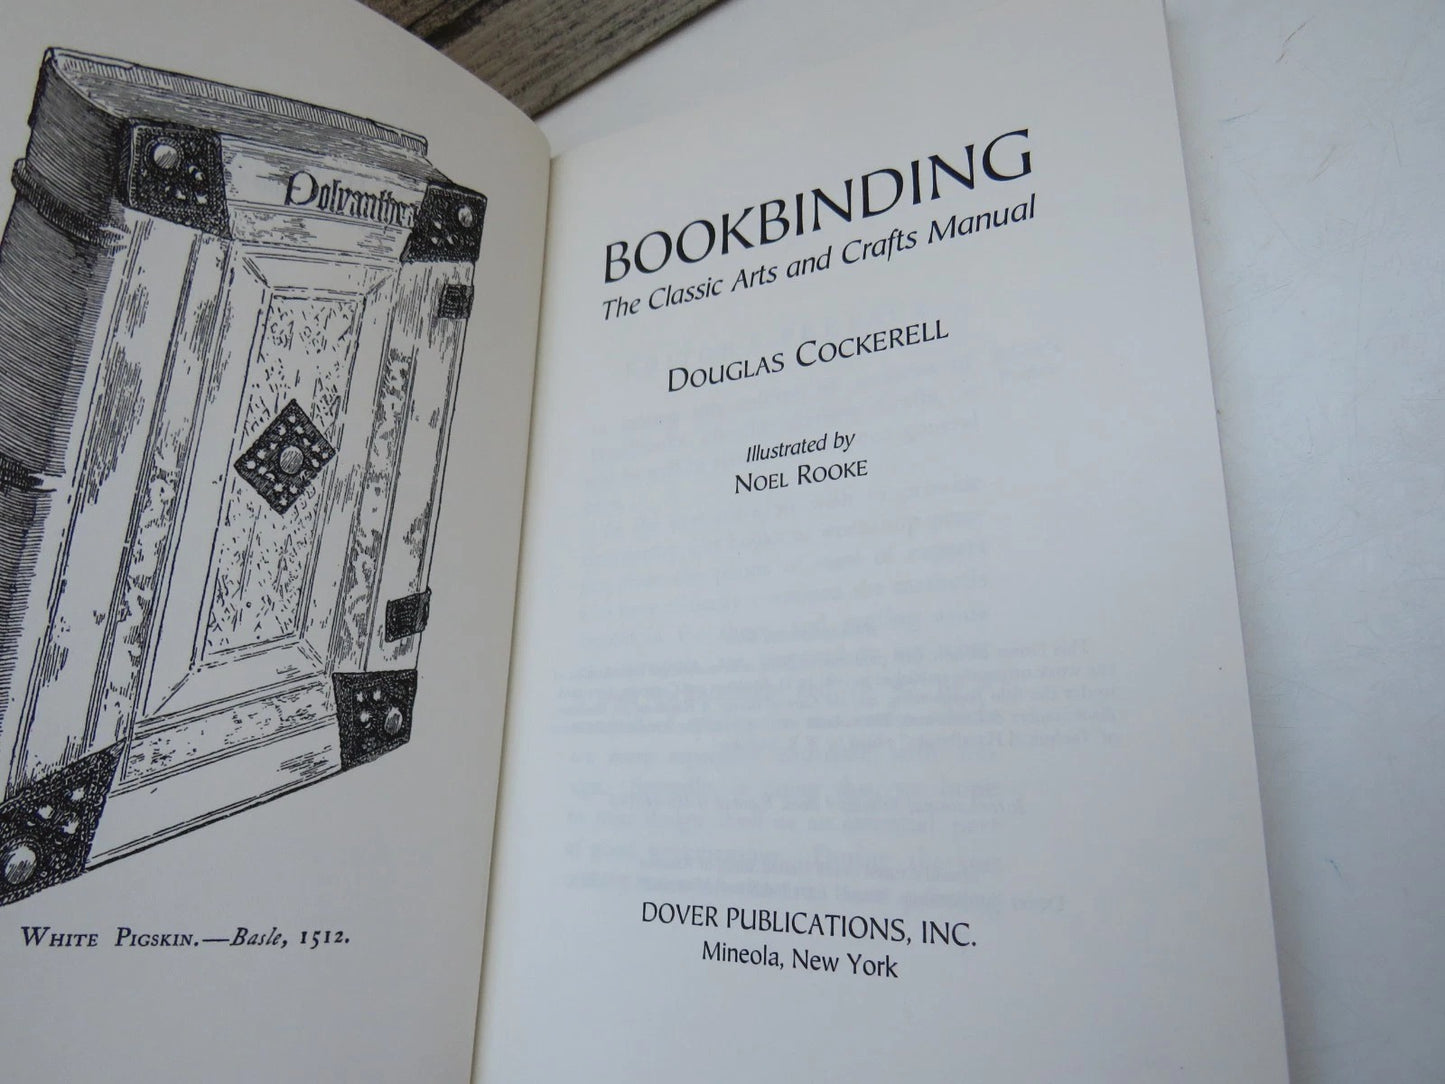 Polyanthea
WHITE PIGSKIN.—Basle, 1512.
BOOKBINDING
The Classic Arts and Crafts Manual
DOUGLAS COCKERELL
Illustrated by
NOEL ROOKE
DOVER PUBLICATIONS, INC.
Mineola, New York